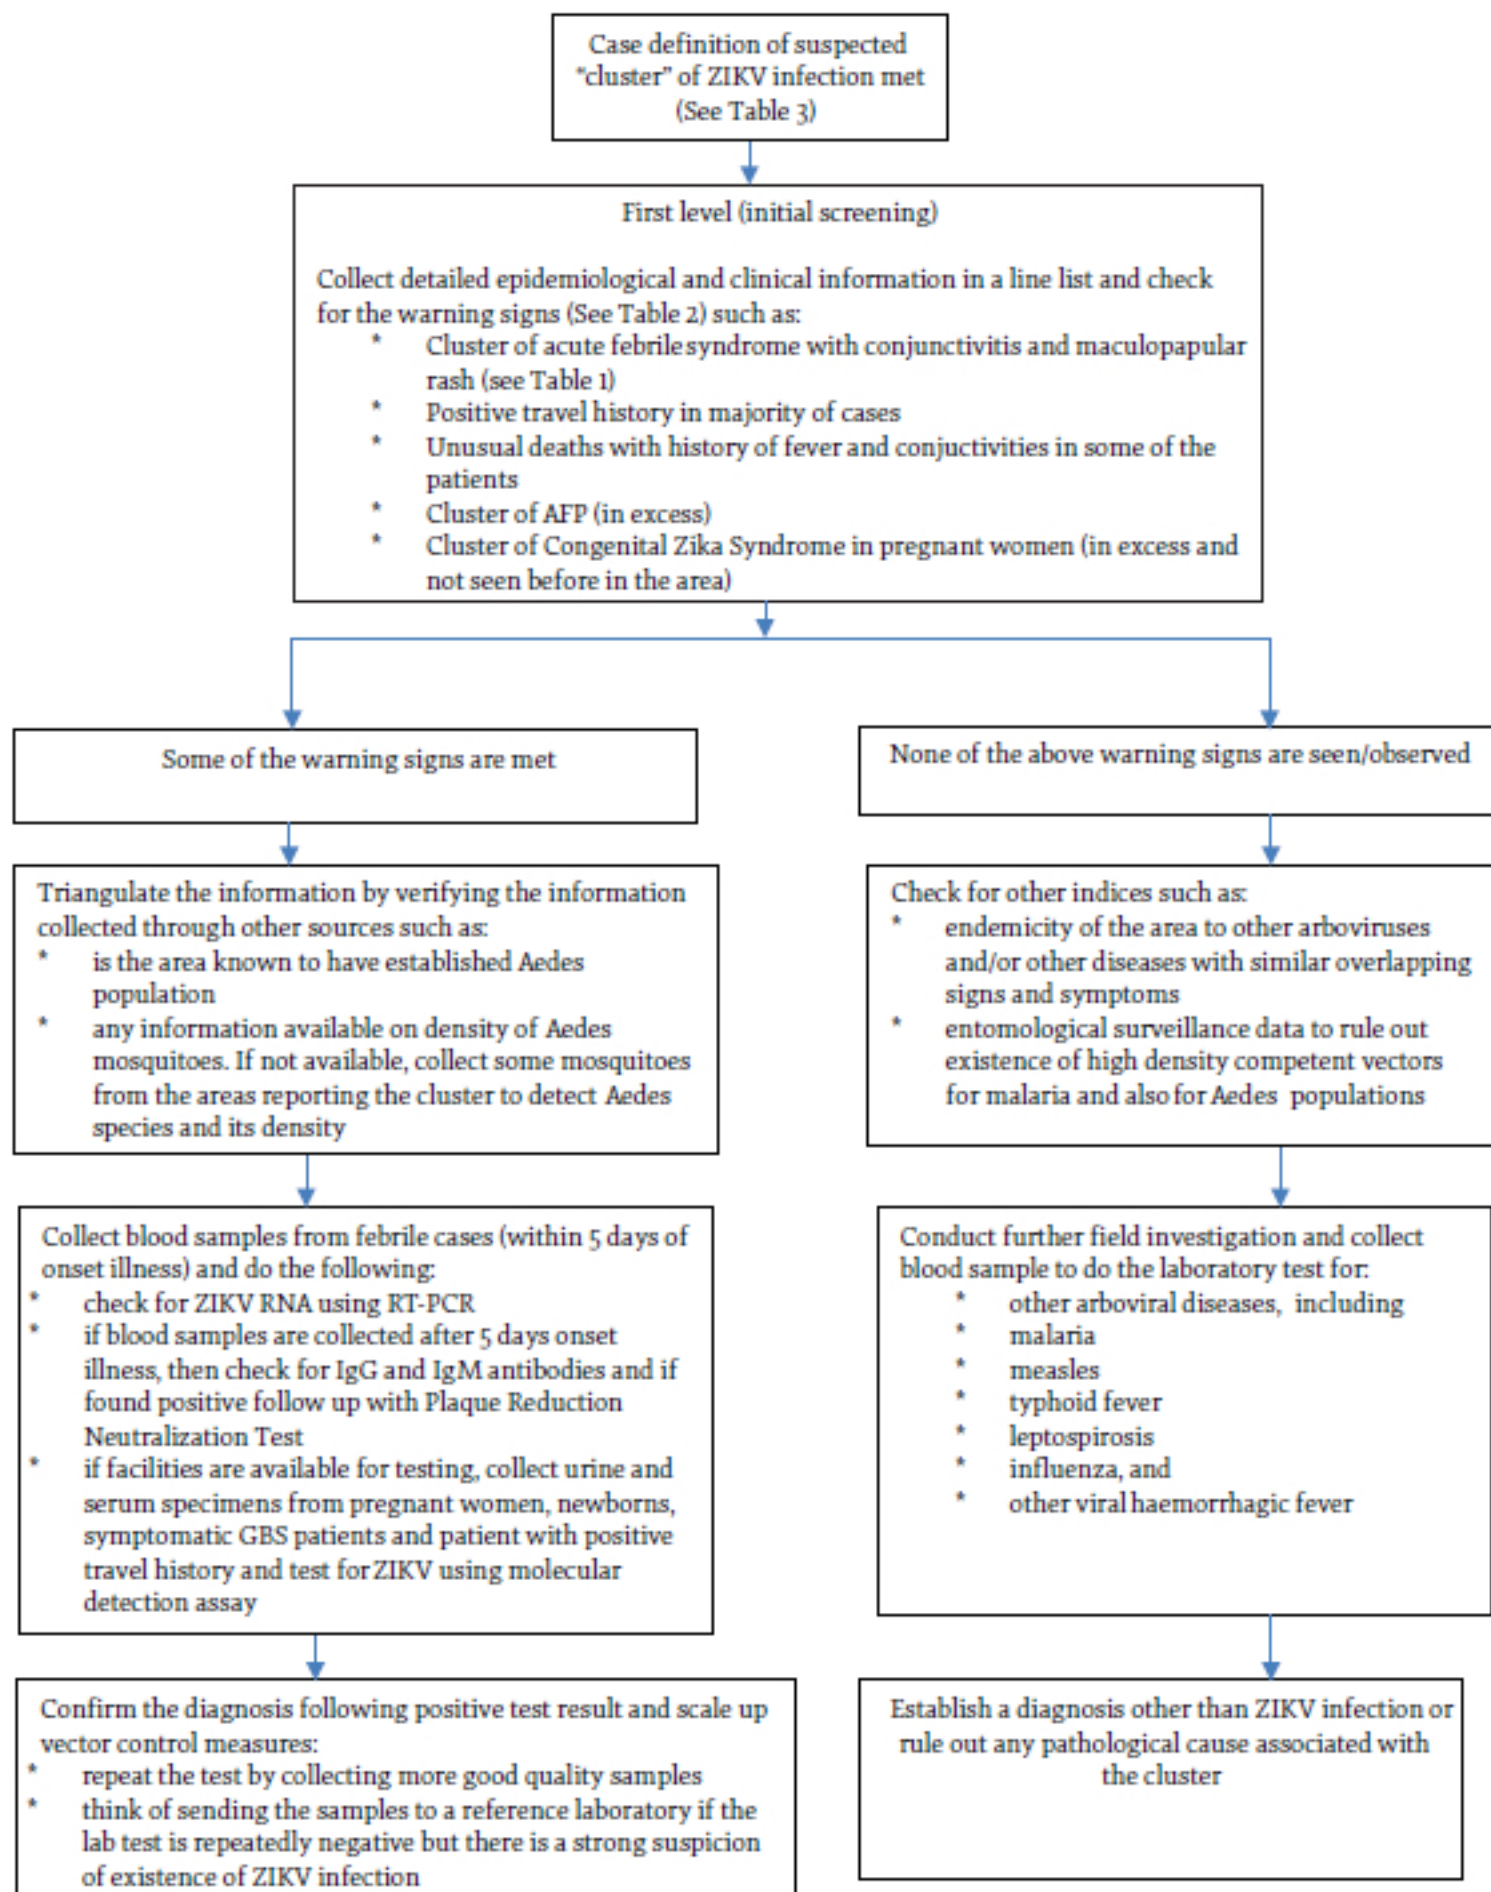 Case definition of suspected
“cluster” of ZIKV infection met
(See Table 3)
First level (initial screening)
Collect detailed epidemiological and clinical information in a line list and check
for the warning signs (See Table 2) such as:
* Cluster of acute febrile syndrome with conjunctivitis and maculopapular
rash (see Table 1)
* Positive travel history in majority of cases
* Unusual deaths with history of fever and conjuctivities in some of the
patients
* Cluster of AFP (in excess)
* Cluster of Congenital Zika Syndrome in pregnant women (in excess and
not seen before in the area)
Some of the warning signs are met
Triangulate the information by verifying the information
collected through other sources such as:
* is the area known to have established Aedes
population
* any information available on density of Aedes
mosquitoes. If not available, collect some mosquitoes
from the areas reporting the cluster to detect Aedes
species and its density
Collect blood samples from febrile cases (within 5 days of
onset illness) and do the following:
* check for ZIKV RNA using RT-PCR
* if blood samples are collected after 5 days onset
illness, then check for IgG and IgM antibodies and if
found positive follow up with Plaque Reduction
Neutralization Test
* if facilities are available for testing, collect urine and
serum specimens from pregnant women, newborns,
symptomatic GBS patients and patient with positive
travel history and test for ZIKV using molecular
detection assay
Confirm the diagnosis following positive test result and scale up
vector control measures:
* repeat the test by collecting more good quality samples
* think of sending the samples to a reference laboratory if the
lab test is repeatedly negative but there is a strong suspicion
of existence of ZIKV infection
None of the above warning signs are seen/observed
Check for other indices such as:
* endemicity of the area to other arboviruses
and/or other diseases with similar overlapping
signs and symptoms
* entomological surveillance data to rule out
existence of high density competent vectors
for malaria and also for Aedes populations
Conduct further field investigation and collect
blood sample to do the laboratory test for:
* other arboviral diseases, including
* malaria
* measles
* typhoid fever
* leptospirosis
* influenza, and
* other viral haemorrhagic fever
Establish a diagnosis other than ZIKV infection or
rule out any pathological cause associated with
the cluster